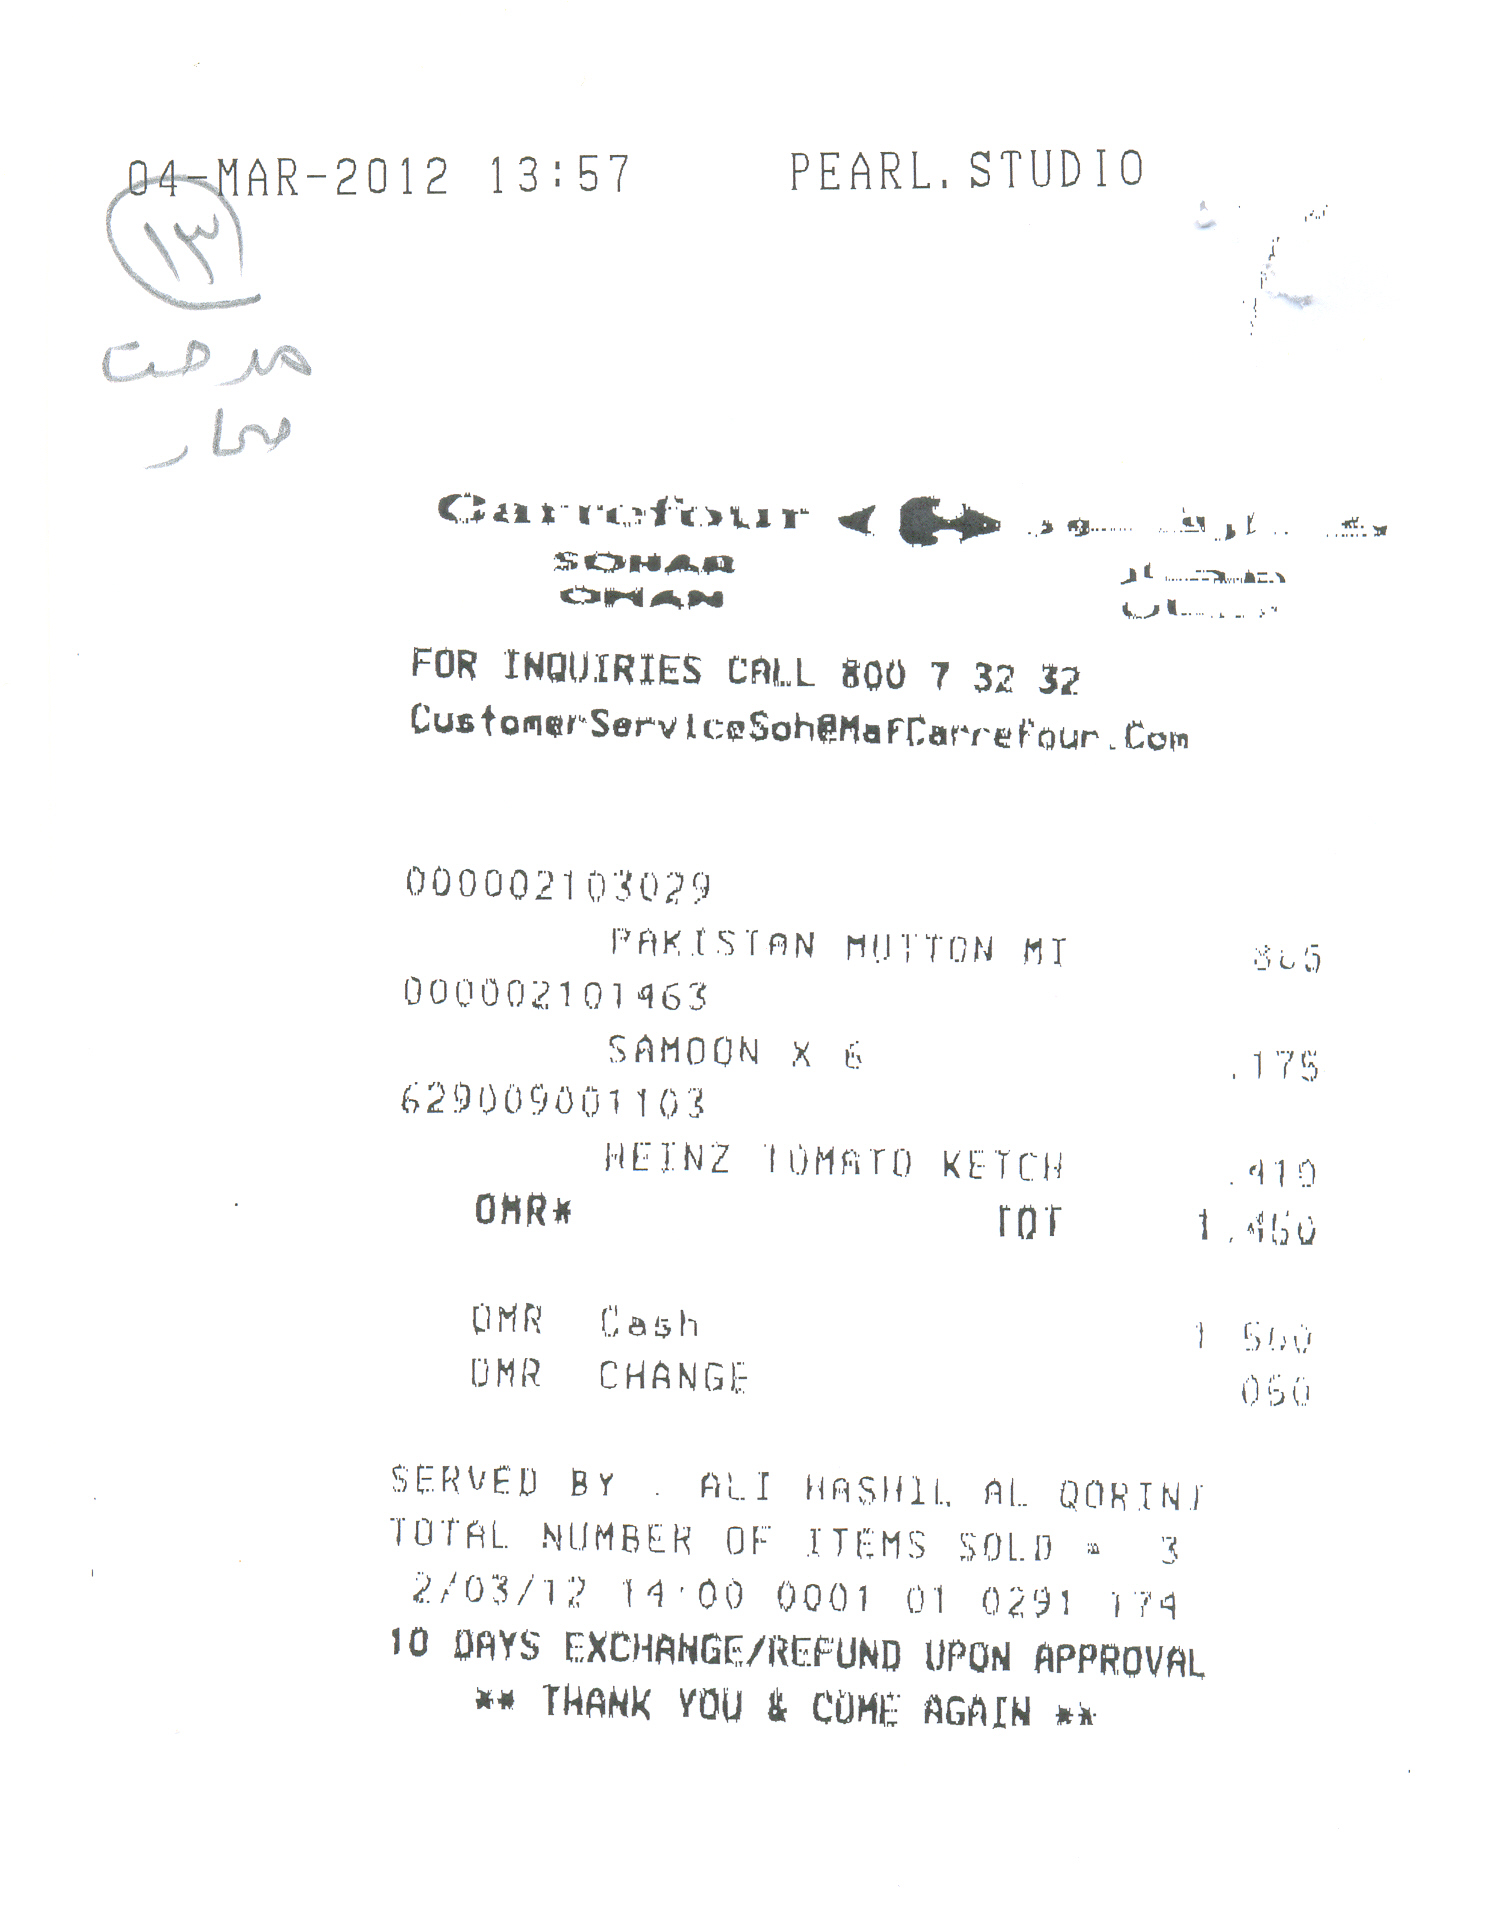 04-MAR-2012 13:57 PEARL.STUDIO
١٣
مدحت
صحار
Carrefour
SOHAR
OMAN
FOR INQUIRIES CALL 800 7 32 32
CustomerServiceSoh@MafCarrefour.Com
000002103029
PAKISTAN MUTTON MI 865
000002101463
SAMOON X 6 .175
629009001103
HEINZ TOMATO KETCH .410
OMR* TOT 1.450
OMR Cash 1 500
OMR CHANGE 050
SERVED BY . ALI HASHIL AL QORINI
TOTAL NUMBER OF ITEMS SOLD = 3
2/03/12 14:00 0001 01 0291 174
10 DAYS EXCHANGE/REFUND UPON APPROVAL
** THANK YOU & COME AGAIN **